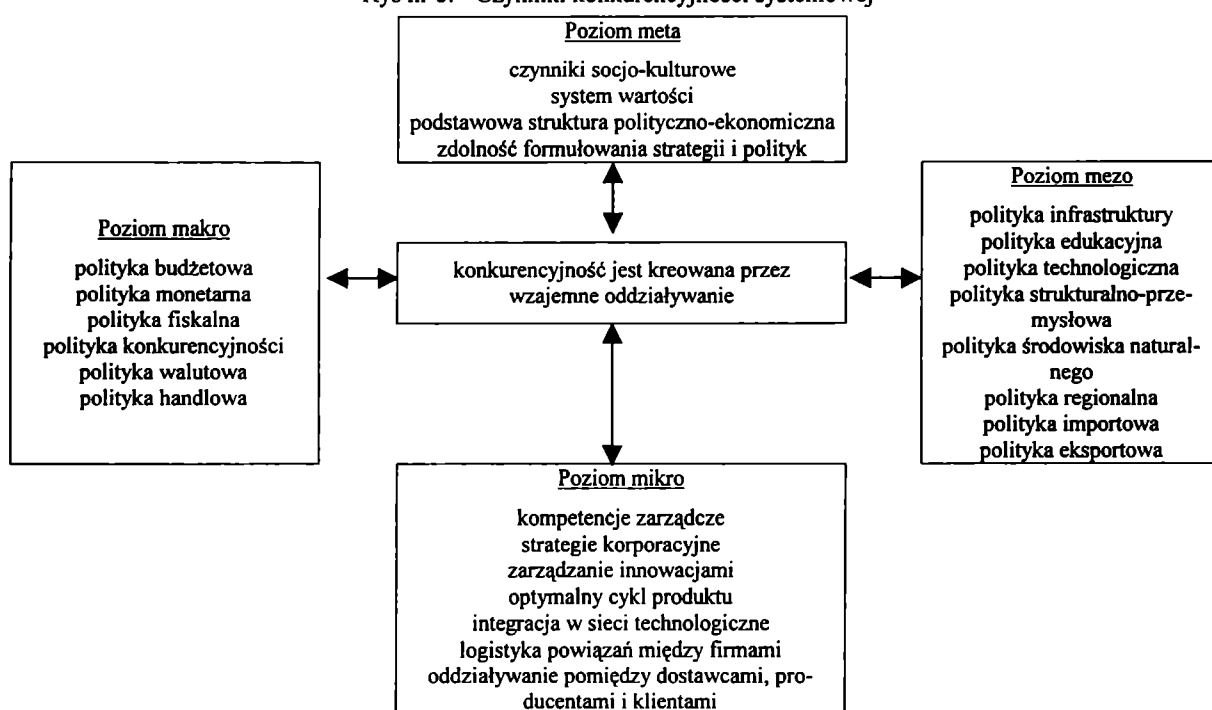 Czynniki konkurencyjności systemowej
Poziom meta
czynniki socjo-kulturowe
system wartości
podstawowa struktura polityczno-ekonomiczna
zdolność formułowania strategii i polityk
Poziom makro
polityka budżetowa
polityka monetarna
polityka fiskalna
polityka konkurencyjności
polityka walutowa
polityka handlowa
konkurencyjność jest kreowana przez
wzajemne oddziaływanie
Poziom mezo
polityka infrastruktury
polityka edukacyjna
polityka technologiczna
polityka strukturalno-prze-
mysłowa
polityka środowiska natural-
nego
polityka regionalna
polityka importowa
polityka eksportowa
Poziom mikro
kompetencje zarządcze
strategie korporacyjne
zarządzanie innowacjami
optymalny cykl produktu
integracja w sieci technologiczne
logistyka powiązań między firmami
oddziaływanie pomiędzy dostawcami, pro-
ducentami i klientami